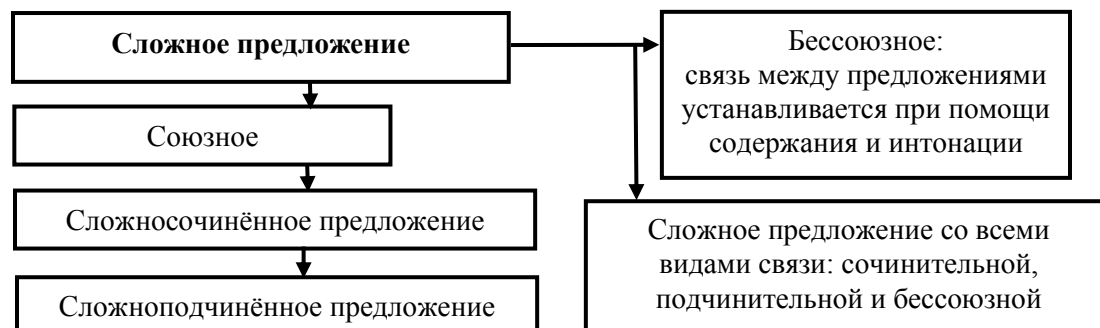 Сложное предложение
Союзное
Сложносочинённое предложение
Сложноподчинённое предложение
Бессоюзное:
связь между предложениями
устанавливается при помощи
содержания и интонации
Сложное предложение со всеми
видами связи: сочинительной,
подчинительной и бессоюзной